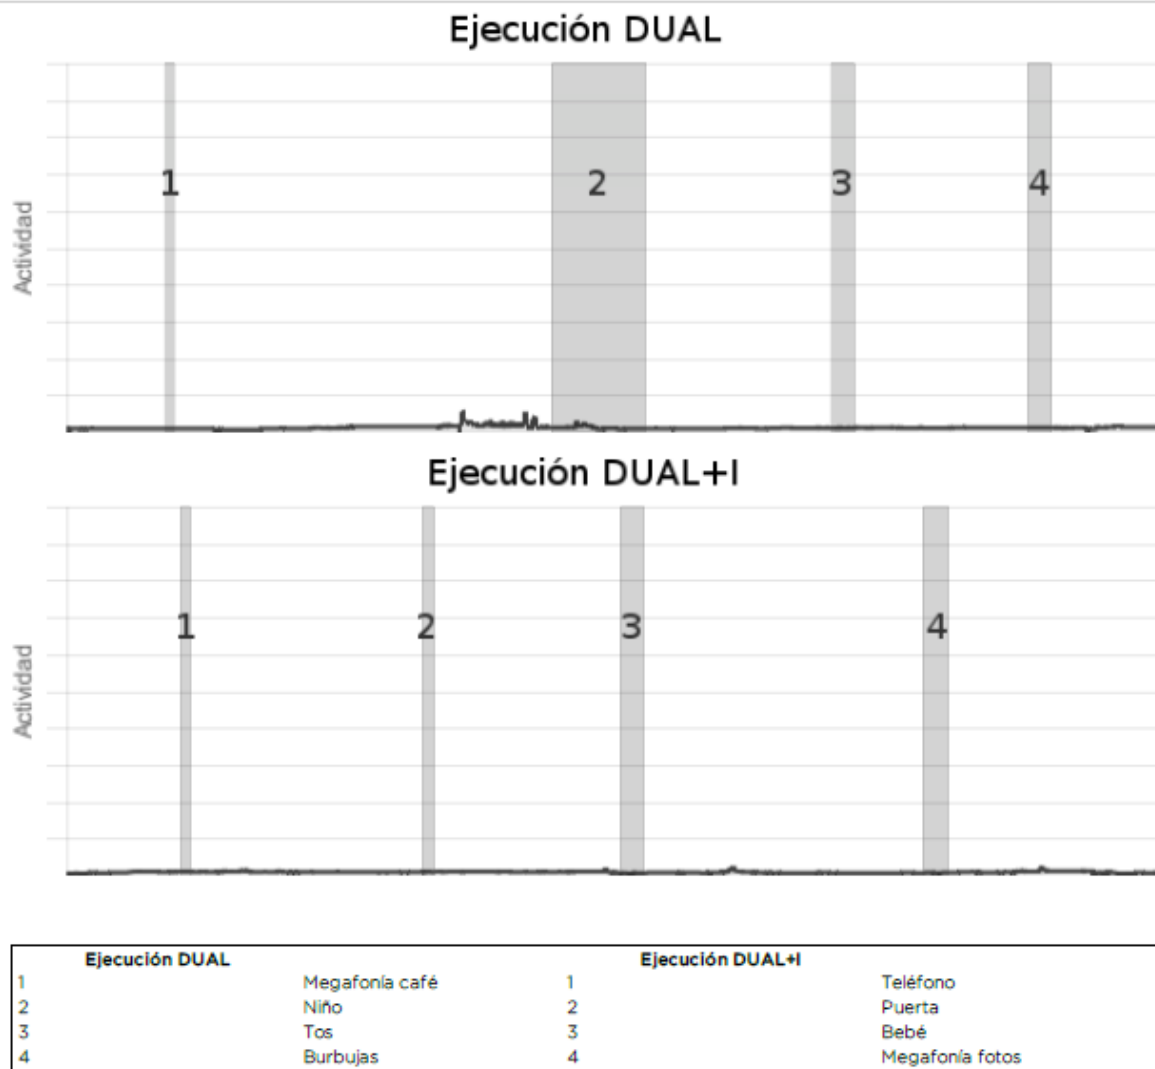 Ejecución DUAL
1 2 3 4
Actividad
Ejecución DUAL+I
1 2 3 4
Actividad
Ejecución DUAL Ejecución DUAL+I
1 Megafonía café 1 Teléfono
2 Niño 2 Puerta
3 Tos 3 Bebé
4 Burbujas 4 Megafonía fotos